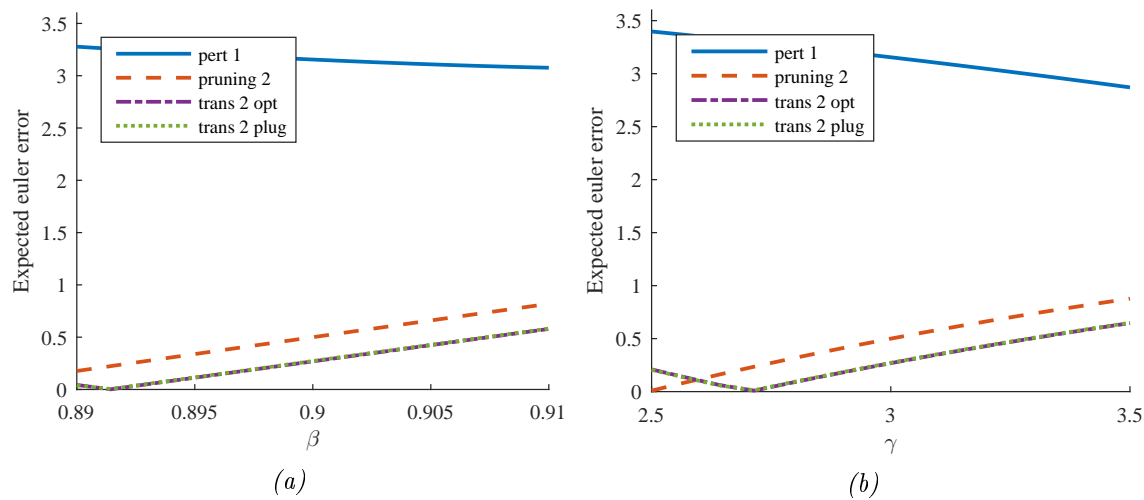 3.5
3
2.5
2
1.5
1
0.5
0
Expected euler error
pert 1
pruning 2
trans 2 opt
trans 2 plug
0.89 0.895 0.9 0.905 0.91
β
(a)
3.5
3
2.5
2
1.5
1
0.5
0
Expected euler error
pert 1
pruning 2
trans 2 opt
trans 2 plug
2.5 3 3.5
γ
(b)